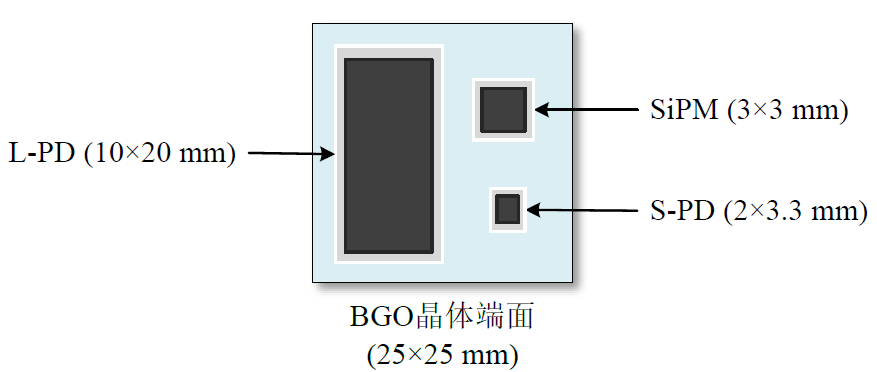 SiPM (3×3 mm)
L-PD (10×20 mm)
S-PD (2×3.3 mm)
BGO晶体端面
(25×25 mm)